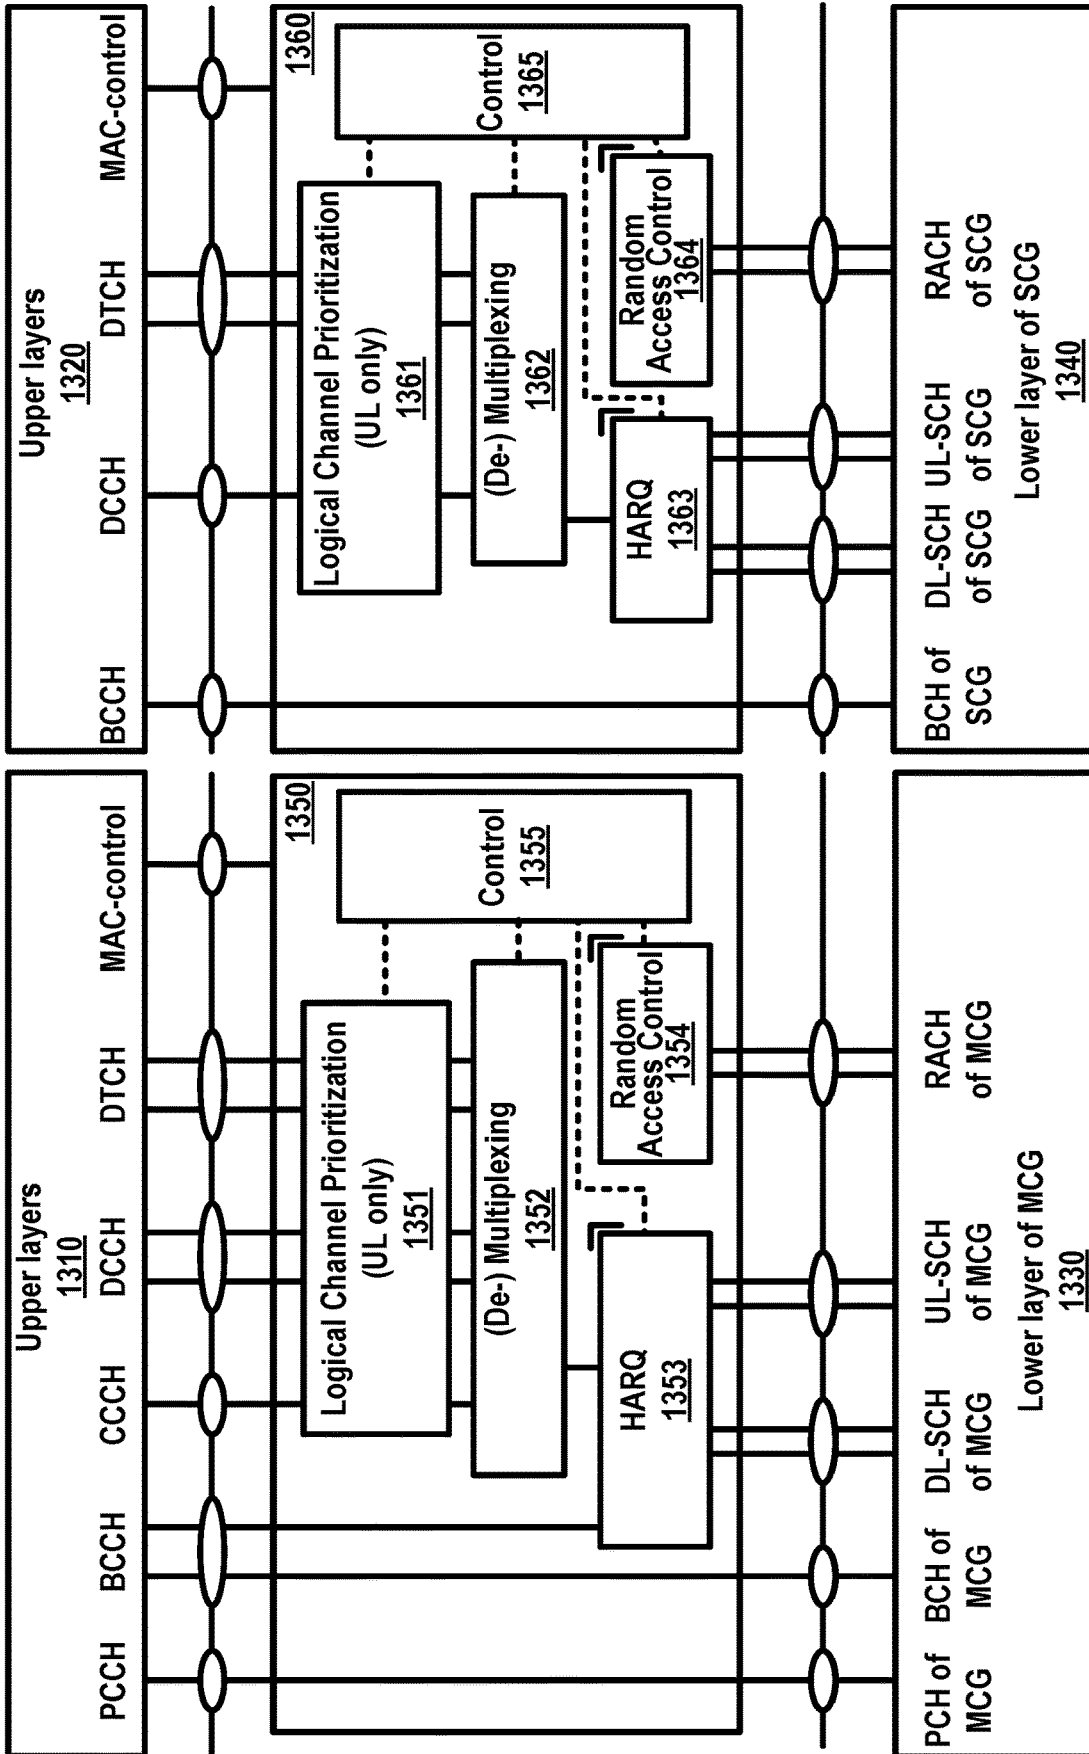 Upper layers
1310
PCCH
BCCH
CCCH
DCCH
DTCH
MAC-control
1350
Logical Channel Prioritization
(UL only)
1351
(De-) Multiplexing
1352
HARQ
1353
Random
Access Control
1354
Control
1355
PCH of
MCG
BCH of
MCG
DL-SCH
of MCG
UL-SCH
of MCG
RACH
of MCG
Lower layer of MCG
1330
Upper layers
1320
BCCH
DCCH
DTCH
MAC-control
1360
Logical Channel Prioritization
(UL only)
1361
(De-) Multiplexing
1362
HARQ
1363
Random
Access Control
1364
Control
1365
BCH of
SCG
DL-SCH
of SCG
UL-SCH
of SCG
RACH
of SCG
Lower layer of SCG
1340